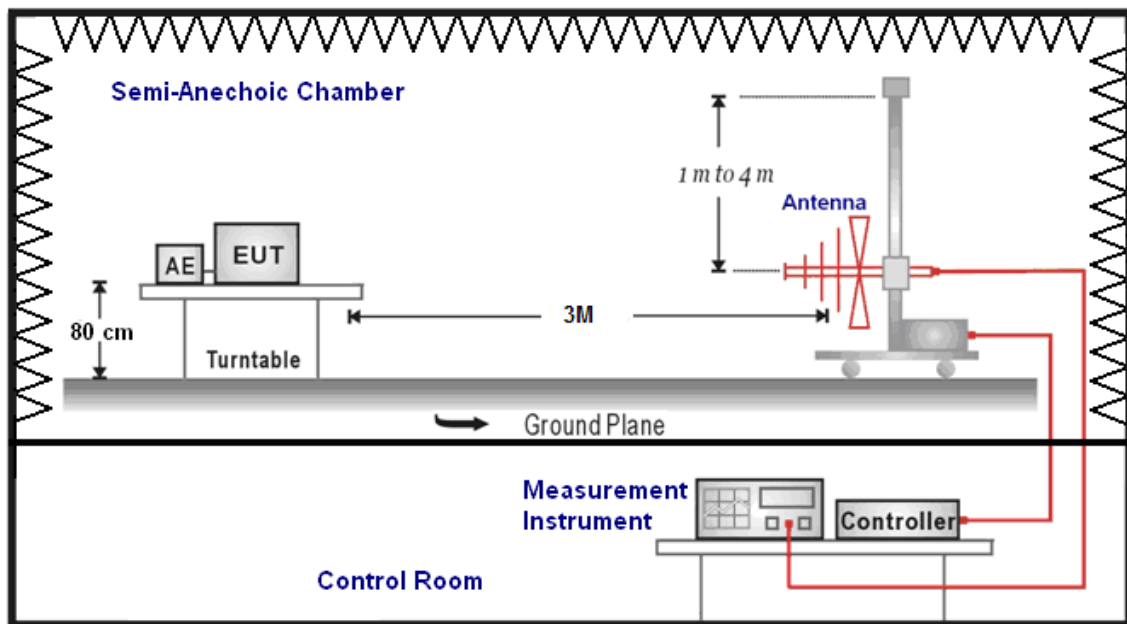 Semi-Anechoic Chamber
1 m to 4 m
Antenna
AE
EUT
80 cm
3M
Turntable
Ground Plane
Measurement
Instrument
Controller
Control Room